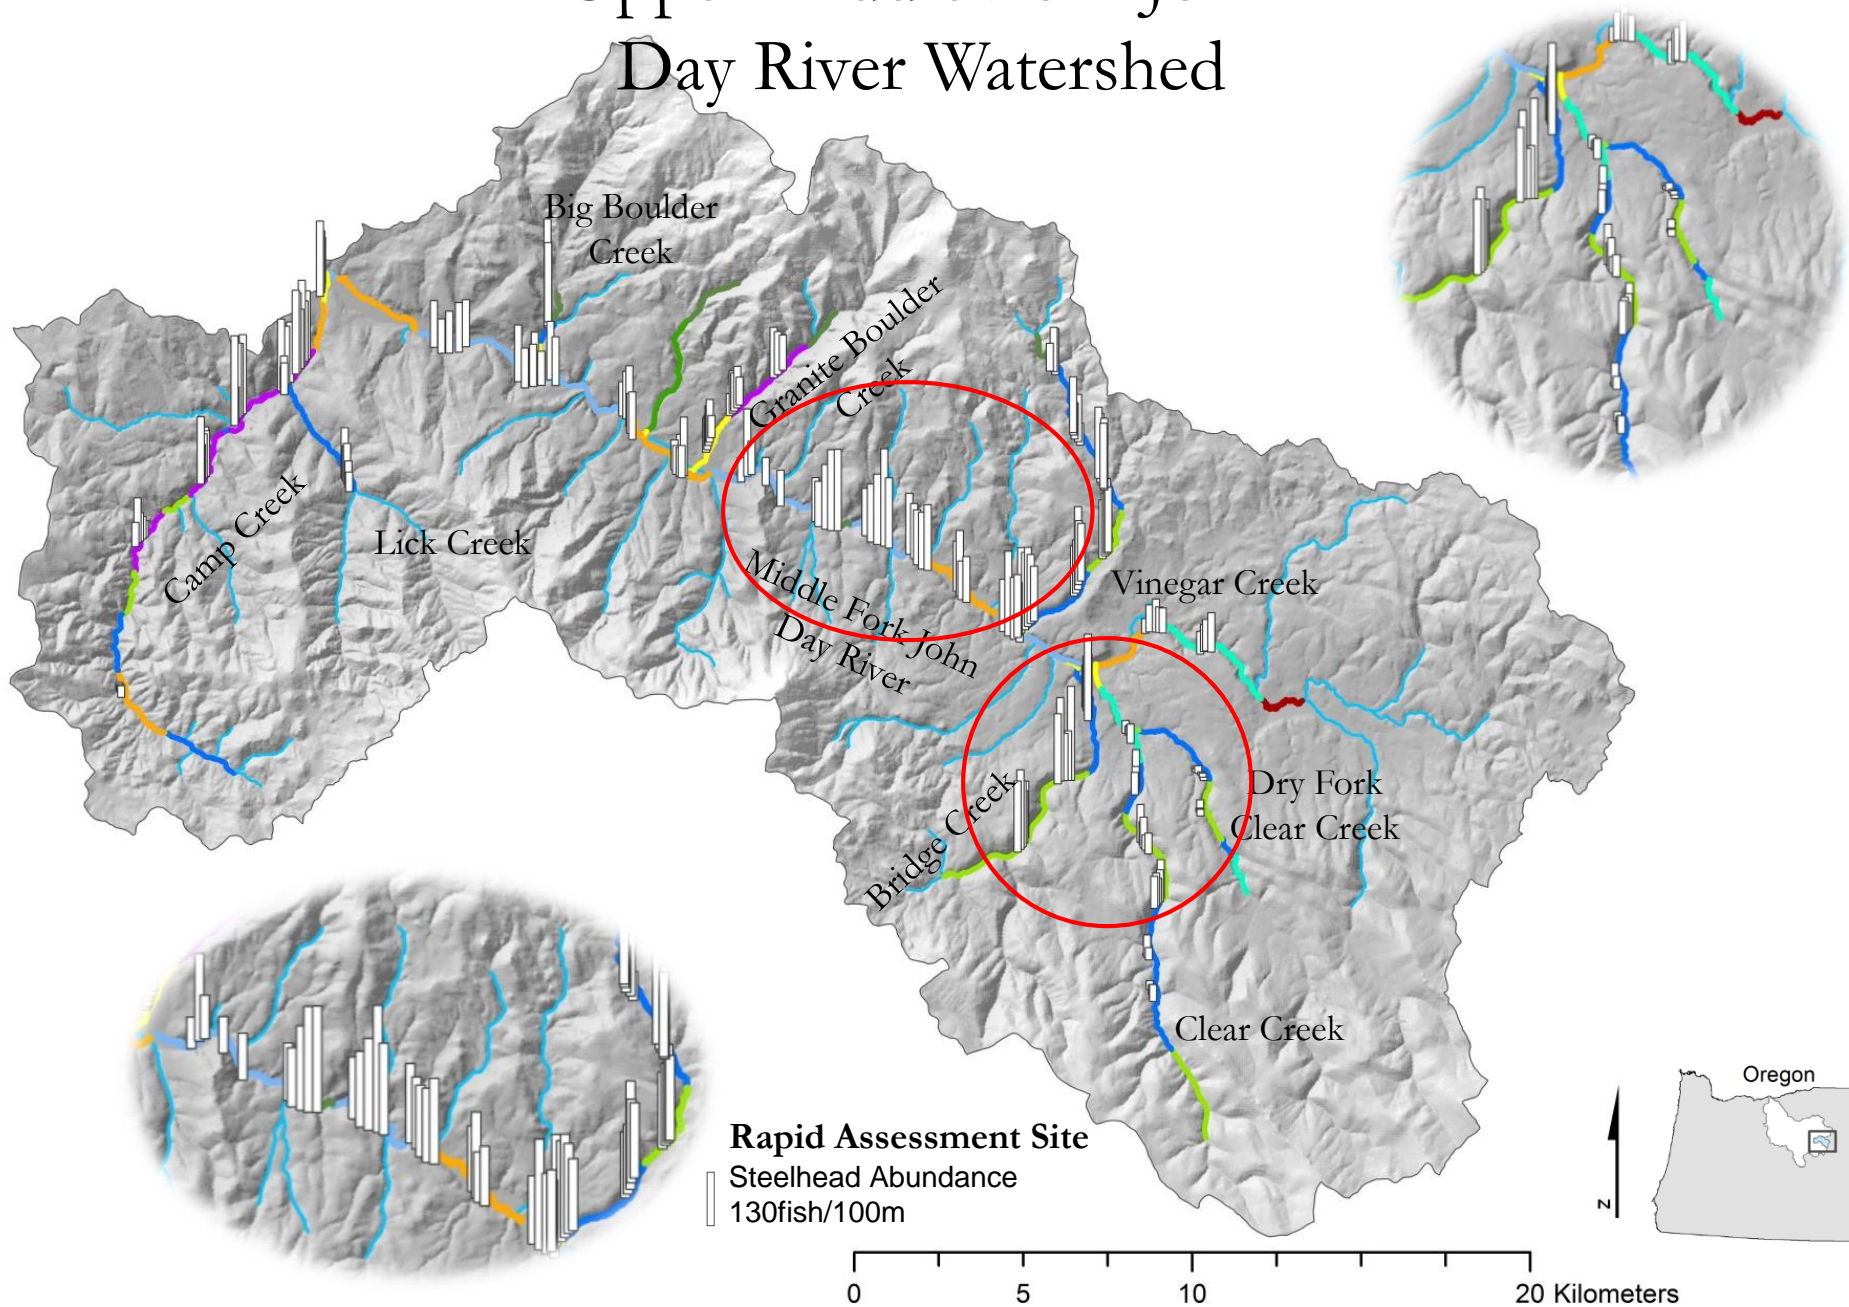 Day River Watershed
Big Boulder
Creek
Granite Boulder
Creek
Camp Creek
Lick Creek
Middle Fork John
Day River
Vinegar Creek
Bridge Creek
Dry Fork
Clear Creek
Clear Creek
Rapid Assessment Site
Steelhead Abundance
130fish/100m
Oregon
N
0 5 10 20 Kilometers